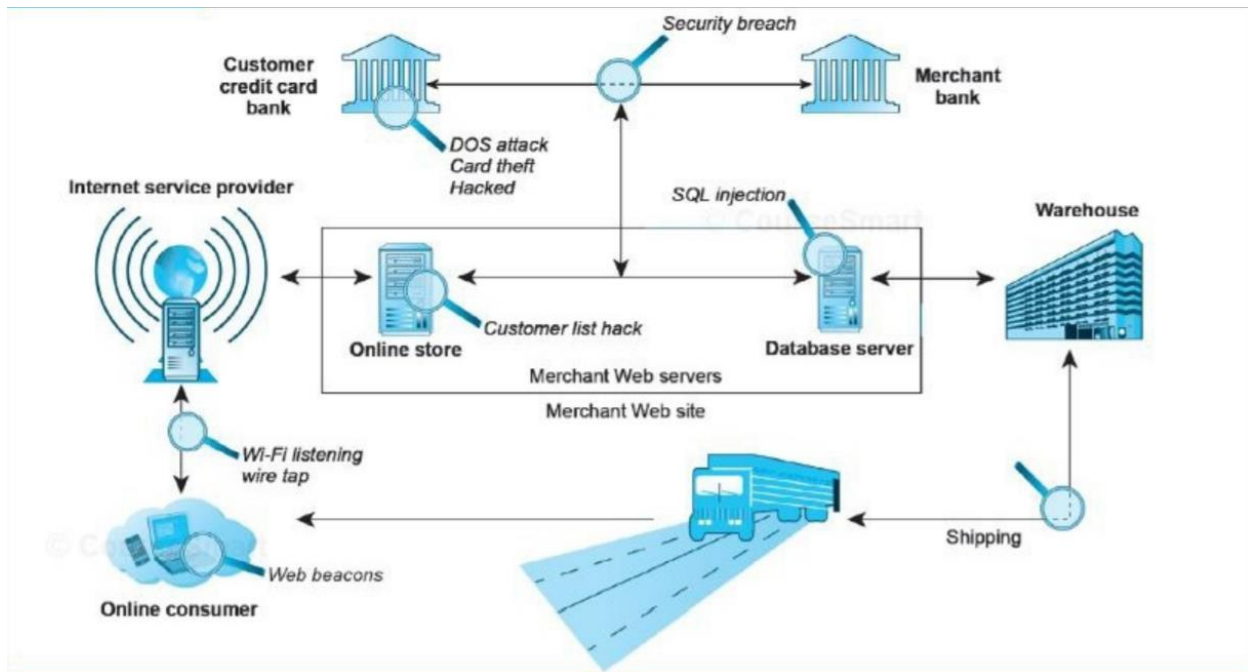 Security breach
Customer
credit card
bank
Merchant
bank
DOS attack
Card theft
Hacked
Internet service provider
SQL injection
© CourseSmart
Warehouse
Customer list hack
Online store
Database server
Merchant Web servers
Merchant Web site
Wi-Fi listening
wire tap
Shipping
© CourseSmart
Web beacons
Online consumer